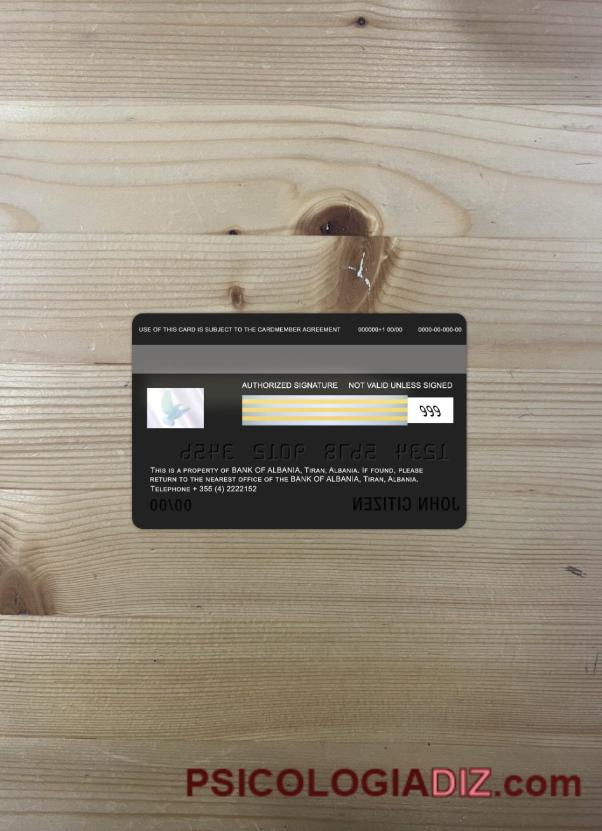 USE OF THIS CARD IS SUBJECT TO THE CARDMEMBER AGREEMENT 000000+1 00/00 0000-00-000-00
AUTHORIZED SIGNATURE NOT VALID UNLESS SIGNED
999
1234 5678 9012 3456
THIS IS A PROPERTY OF BANK OF ALBANIA, TIRAN, ALBANIA. IF FOUND, PLEASE
RETURN TO THE NEAREST OFFICE OF THE BANK OF ALBANIA, TIRAN, ALBANIA.
TELEPHONE + 355 (4) 2222152
JOHN CITIZEN 00/00
PSICOLOGIADIZ.com